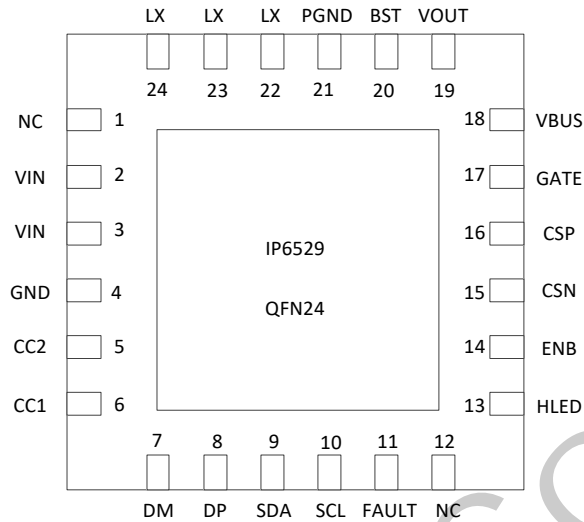 LX LX LX PGND BST VOUT
24 23 22 21 20 19
NC 1 18 VBUS
VIN 2 17 GATE
VIN 3 16 CSP
IP6529
GND 4 15 CSN
QFN24
CC2 5 14 ENB
CC1 6 13 HLED
7 8 9 10 11 12
DM DP SDA SCL FAULT NC